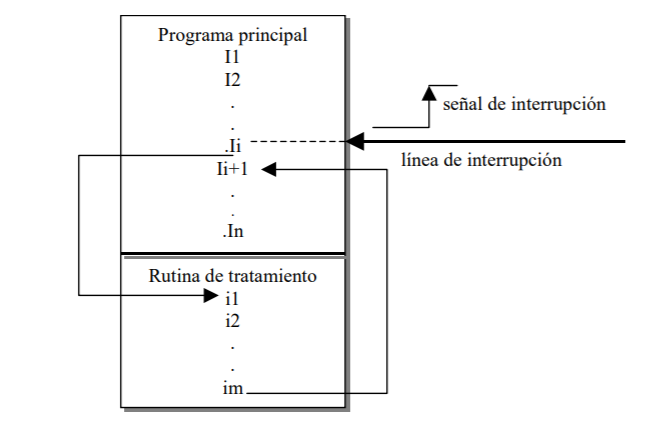 Programa principal
I1
I2
.
.
.Ii
Ii+1
.
.
.In
Rutina de tratamiento
i1
i2
.
.
im
señal de interrupción
línea de interrupción